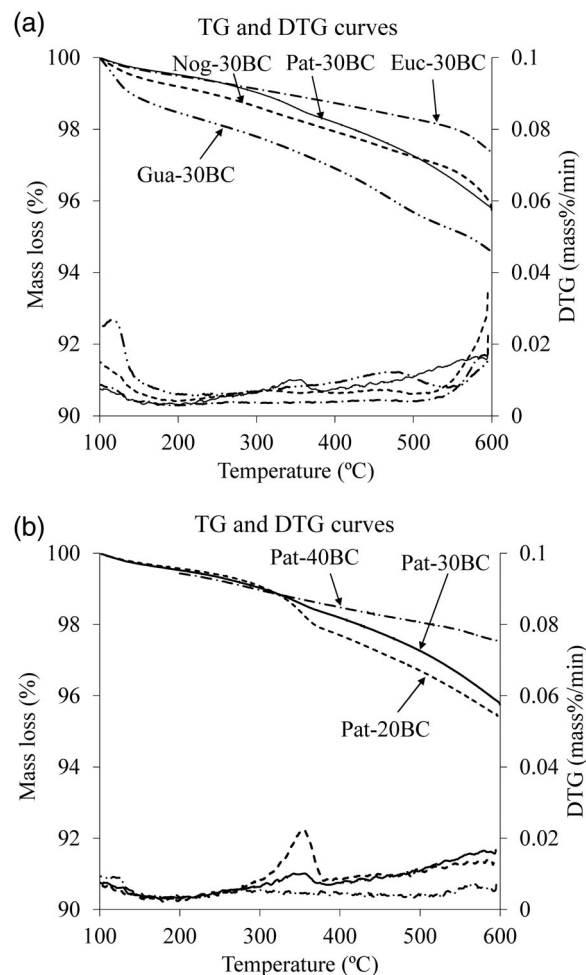 (a)
TG and DTG curves
100
98
96
94
92
90
Mass loss (%)
0.1
0.08
0.06
0.04
0.02
0
DTG (mass%/min)
Nog-30BC
Pat-30BC
Euc-30BC
Gua-30BC
100
200
300
400
500
600
Temperature (ºC)
(b)
TG and DTG curves
100
98
96
94
92
90
Mass loss (%)
0.1
0.08
0.06
0.04
0.02
0
DTG (mass%/min)
Pat-40BC
Pat-30BC
Pat-20BC
100
200
300
400
500
600
Temperature (ºC)